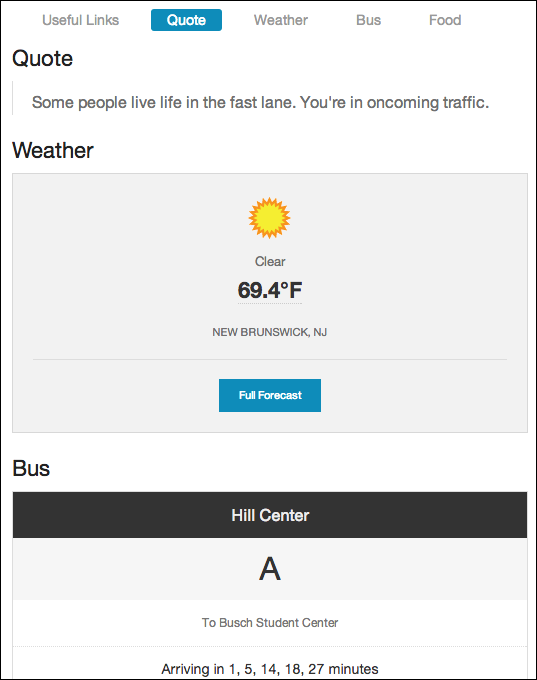 Useful Links Quote Weather Bus Food
Quote
Some people live life in the fast lane. You're in oncoming traffic.
Weather
Clear
69.4°F
NEW BRUNSWICK, NJ
Full Forecast
Bus
Hill Center
A
To Busch Student Center
Arriving in 1, 5, 14, 18, 27 minutes